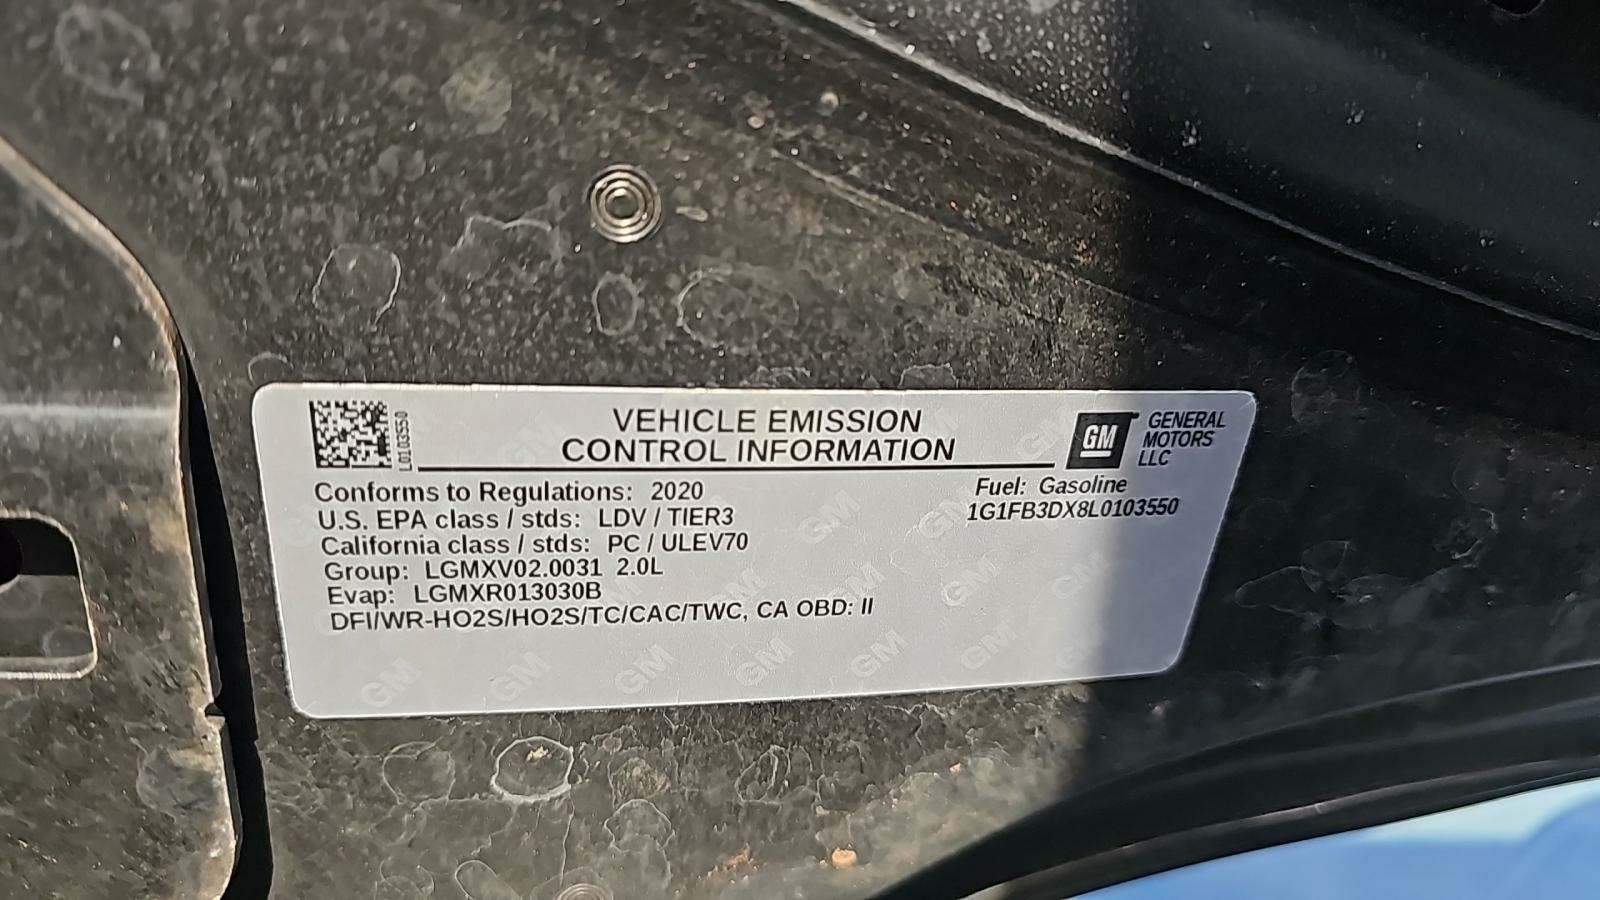 L0103550
VEHICLE EMISSION
CONTROL INFORMATION
GM
GENERAL
MOTORS
LLC
Conforms to Regulations: 2020
Fuel: Gasoline
U.S. EPA class / stds: LDV / TIER3
1G1FB3DX8L0103550
California class / stds: PC / ULEV70
Group: LGMXV02.0031 2.0L
Evap: LGMXR013030B
DFI/WR-HO2S/HO2S/TC/CAC/TWC, CA OBD: II